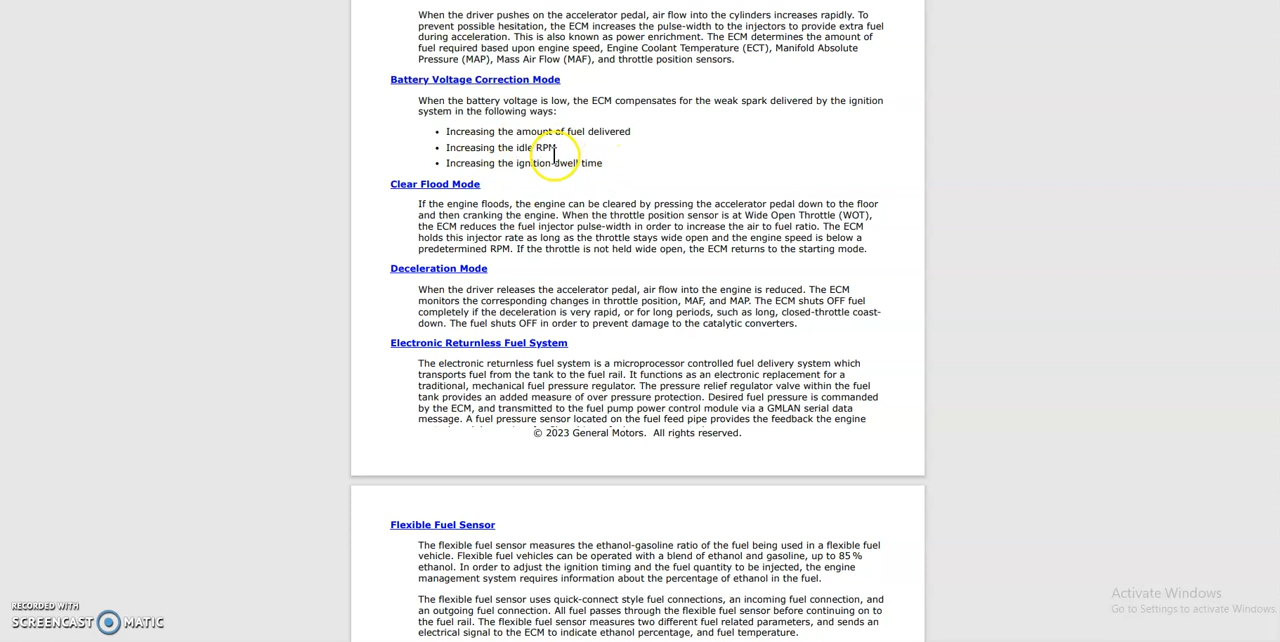 When the driver pushes on the accelerator pedal, air flow into the cylinders increases rapidly. To
prevent possible hesitation, the ECM increases the pulse-width to the injectors to provide extra fuel
during acceleration. This is also known as power enrichment. The ECM determines the amount of
fuel required based upon engine speed, Engine Coolant Temperature (ECT), Manifold Absolute
Pressure (MAP), Mass Air Flow (MAF), and throttle position sensors.
Battery Voltage Correction Mode
When the battery voltage is low, the ECM compensates for the weak spark delivered by the ignition
system in the following ways:
• Increasing the amount of fuel delivered
• Increasing the idle RPM
• Increasing the ignition dwell time
Clear Flood Mode
If the engine floods, the engine can be cleared by pressing the accelerator pedal down to the floor
and then cranking the engine. When the throttle position sensor is at Wide Open Throttle (WOT),
the ECM reduces the fuel injector pulse-width in order to increase the air to fuel ratio. The ECM
holds this injector rate as long as the throttle stays wide open and the engine speed is below a
predetermined RPM. If the throttle is not held wide open, the ECM returns to the starting mode.
Deceleration Mode
When the driver releases the accelerator pedal, air flow into the engine is reduced. The ECM
monitors the corresponding changes in throttle position, MAF, and MAP. The ECM shuts OFF fuel
completely if the deceleration is very rapid, or for long periods, such as long, closed-throttle coast-
down. The fuel shuts OFF in order to prevent damage to the catalytic converters.
Electronic Returnless Fuel System
The electronic returnless fuel system is a microprocessor controlled fuel delivery system which
transports fuel from the tank to the fuel rail. It functions as an electronic replacement for a
traditional, mechanical fuel pressure regulator. The pressure relief regulator valve within the fuel
tank provides an added measure of over pressure protection. Desired fuel pressure is commanded
by the ECM, and transmitted to the fuel pump power control module via a GMLAN serial data
message. A fuel pressure sensor located on the fuel feed pipe provides the feedback the engine
© 2023 General Motors. All rights reserved.
Flexible Fuel Sensor
The flexible fuel sensor measures the ethanol-gasoline ratio of the fuel being used in a flexible fuel
vehicle. Flexible fuel vehicles can be operated with a blend of ethanol and gasoline, up to 85 %
ethanol. In order to adjust the ignition timing and the fuel quantity to be injected, the engine
management system requires information about the percentage of ethanol in the fuel.
The flexible fuel sensor uses quick-connect style fuel connections, an incoming fuel connection, and
an outgoing fuel connection. All fuel passes through the flexible fuel sensor before continuing on to
the fuel rail. The flexible fuel sensor measures two different fuel related parameters, and sends an
electrical signal to the ECM to indicate ethanol percentage, and fuel temperature.
Activate Windows
Go to Settings to activate Windows.
RECORDED WITH
SCREENCAST MATIC